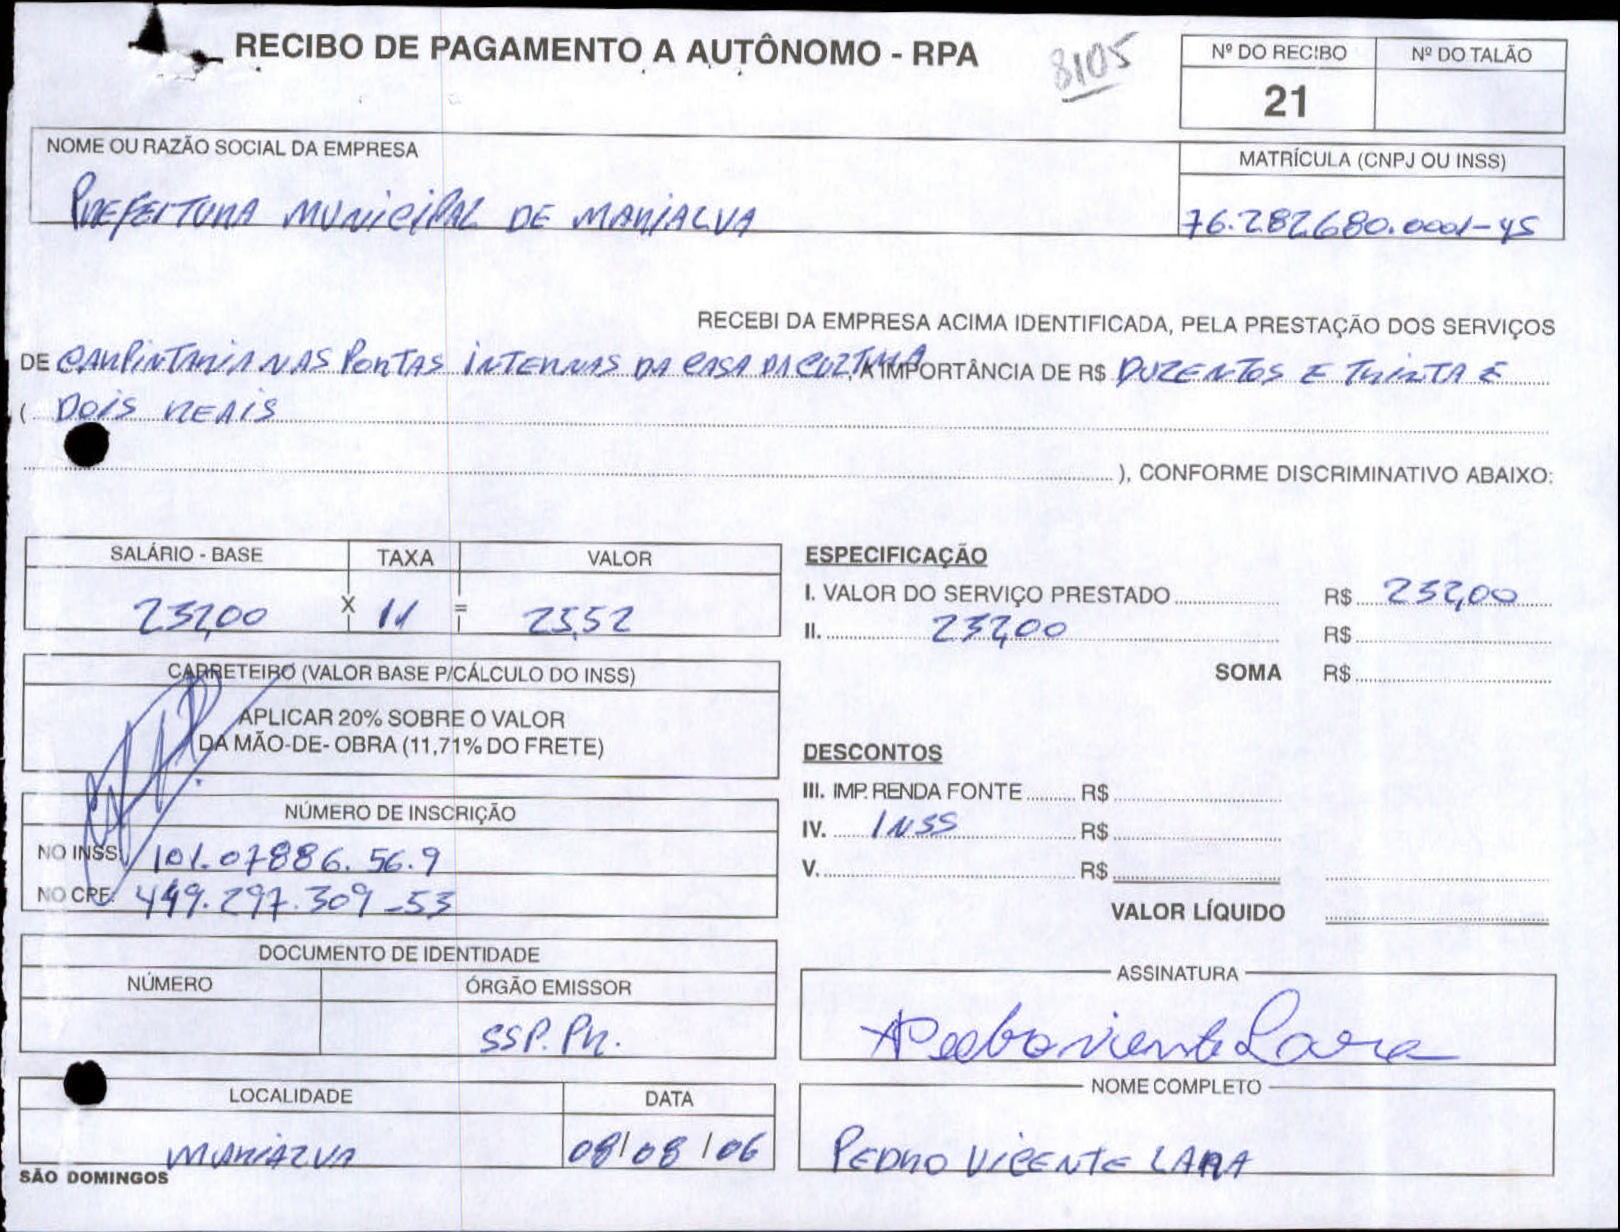 RECIBO DE PAGAMENTO A AUTÔNOMO - RPA
8105
Nº DO RECIBO
Nº DO TALÃO
21
NOME OU RAZÃO SOCIAL DA EMPRESA
PREFEITURA MUNICIPAL DE MARIALVA
MATRÍCULA (CNPJ OU INSS)
76.282680.0001-45
RECEBI DA EMPRESA ACIMA IDENTIFICADA, PELA PRESTAÇÃO DOS SERVIÇOS
DE CARPINTARIA NAS PORTAS INTERNAS DA CASA DA CULTURA, A IMPORTÂNCIA DE R$ DUZENTOS E TRINTA E
( DOIS REAIS
), CONFORME DISCRIMINATIVO ABAIXO:
SALÁRIO - BASE TAXA VALOR
232,00 X 11 = 25,52
CARRETEIRO (VALOR BASE P/CÁLCULO DO INSS)
APLICAR 20% SOBRE O VALOR
DA MÃO-DE- OBRA (11,71% DO FRETE)
NÚMERO DE INSCRIÇÃO
NO INSS: 101.07886.56.9
NO CPF: 449.297.309-53
DOCUMENTO DE IDENTIDADE
NÚMERO ÓRGÃO EMISSOR
SSP.PR.
LOCALIDADE DATA
MARIALVA 08/08/06
SÃO DOMINGOS
ESPECIFICAÇÃO
I. VALOR DO SERVIÇO PRESTADO R$ 232,00
II. 232,00 R$
SOMA R$
DESCONTOS
III. IMP. RENDA FONTE R$
IV. INSS R$
V. R$
VALOR LÍQUIDO
ASSINATURA
Pedro Vicente Lara
NOME COMPLETO
PEDRO VICENTE LARA